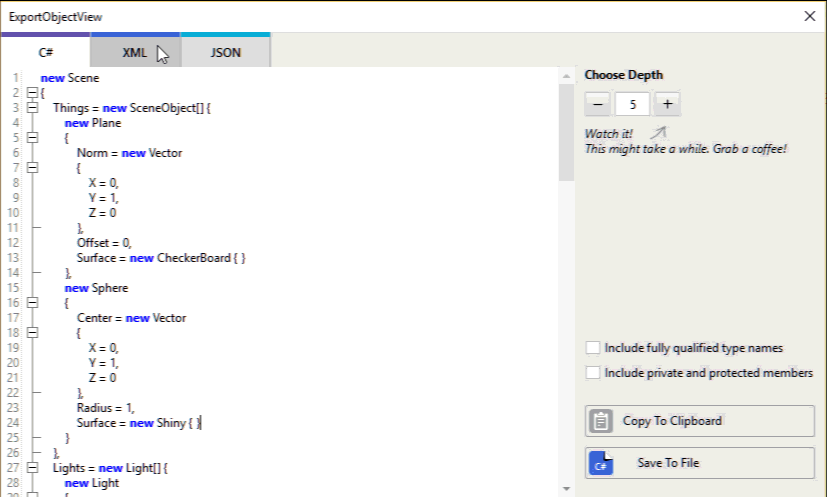 ExportObjectView
C# XML JSON
1 new Scene
2 {
3 Things = new SceneObject[] {
4 new Plane
5 {
6 Norm = new Vector
7 {
8 X = 0,
9 Y = 1,
10 Z = 0
11 },
12 Offset = 0,
13 Surface = new CheckerBoard { }
14 },
15 new Sphere
16 {
17 Center = new Vector
18 {
19 X = 0,
20 Y = 1,
21 Z = 0
22 },
23 Radius = 1,
24 Surface = new Shiny { }
25 }
26 },
27 Lights = new Light[] {
28 new Light
Choose Depth
− 5 +
Watch it!
This might take a while. Grab a coffee!
Include fully qualified type names
Include private and protected members
Copy To Clipboard
C# Save To File